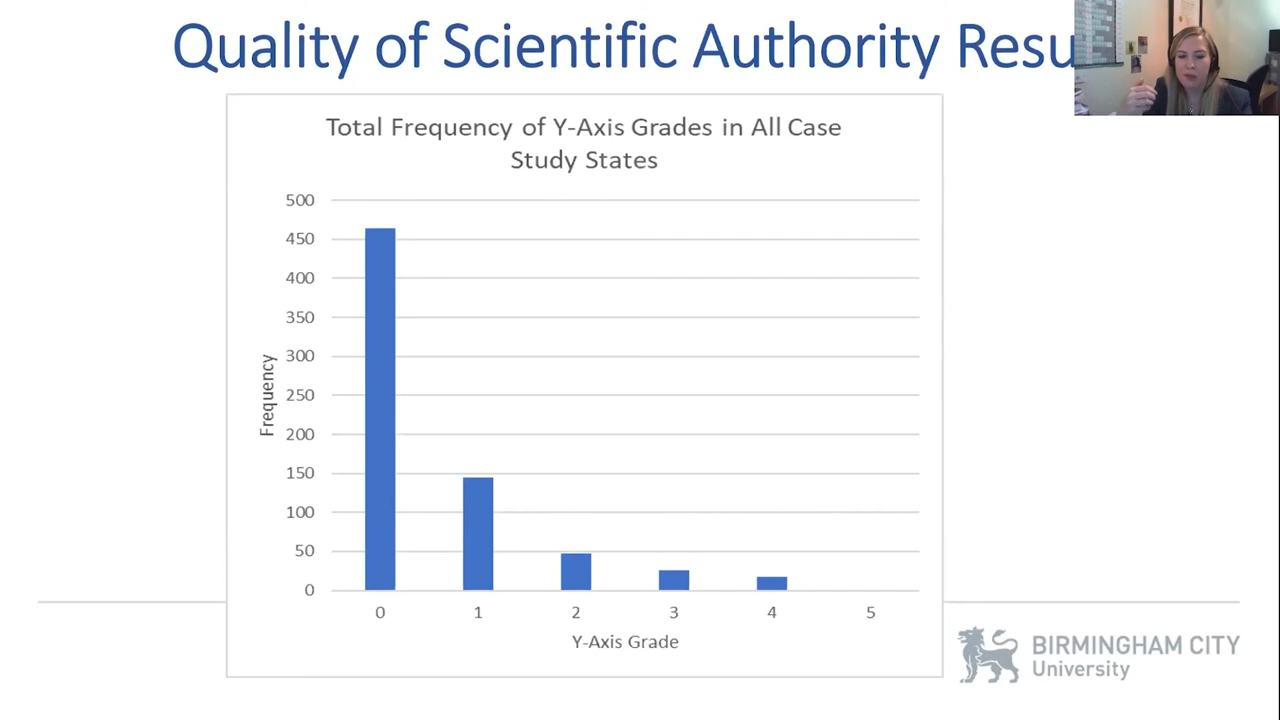 Quality of Scientific Authority Resu
Total Frequency of Y-Axis Grades in All Case
Study States
500
450
400
350
300
250
200
150
100
50
0
Frequency
0 1 2 3 4 5
Y-Axis Grade
BIRMINGHAM CITY
University